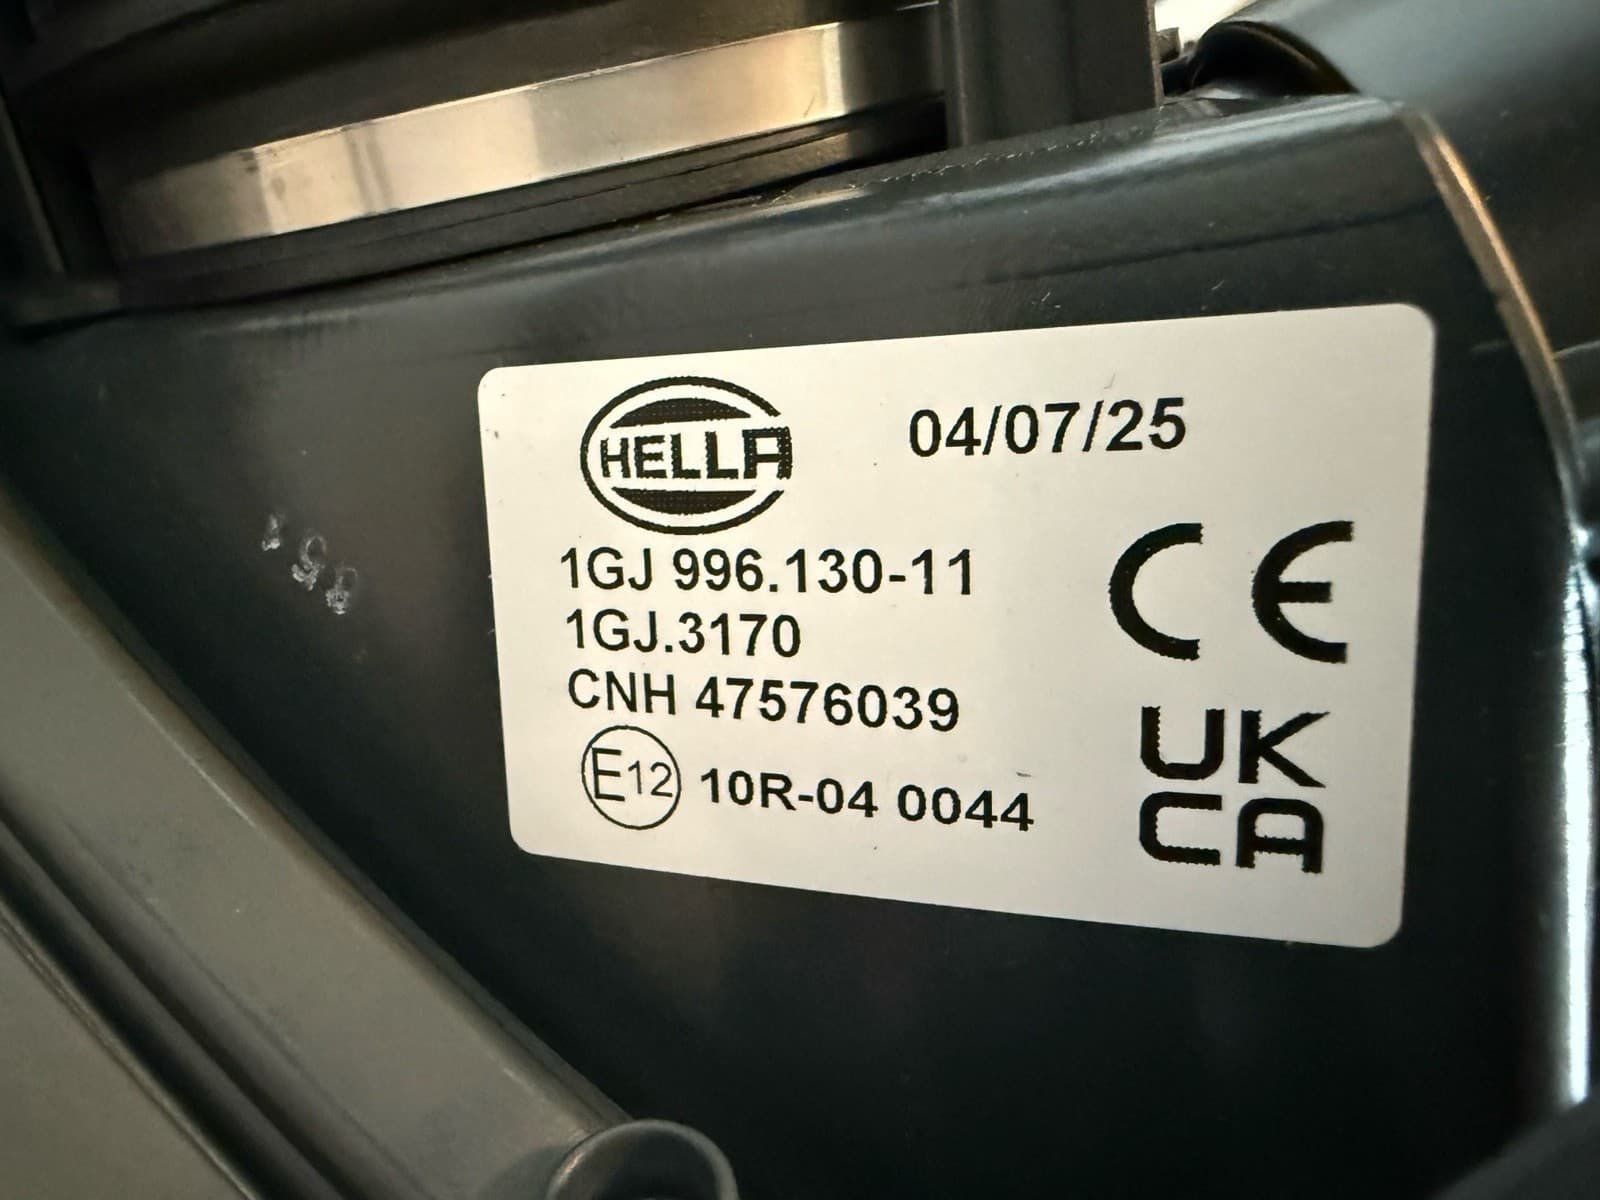 HELLA
04/07/25
1GJ 996.130-11
1GJ.3170
CNH 47576039
E12 10R-04 0044
CE
UK
CA